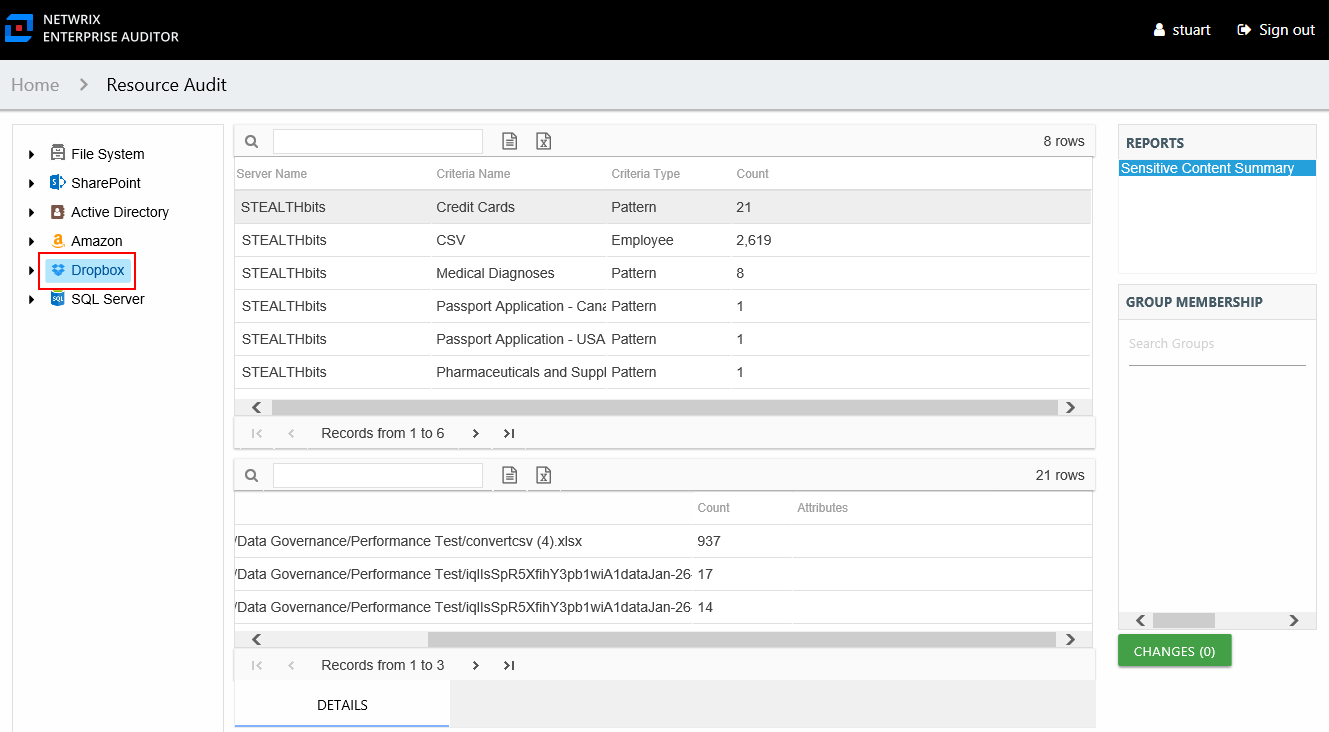 NETWRIX
ENTERPRISE AUDITOR
stuart
Sign out
Home > Resource Audit
File System
SharePoint
Active Directory
Amazon
Dropbox
SQL Server
8 rows
Server Name Criteria Name Criteria Type Count
STEALTHbits Credit Cards Pattern 21
STEALTHbits CSV Employee 2,619
STEALTHbits Medical Diagnoses Pattern 8
STEALTHbits Passport Application - Cana Pattern 1
STEALTHbits Passport Application - USA Pattern 1
STEALTHbits Pharmaceuticals and Suppl Pattern 1
Records from 1 to 6
21 rows
Count Attributes
/Data Governance/Performance Test/convertcsv (4).xlsx 937
/Data Governance/Performance Test/iqlIsSpR5XfihY3pb1wiA1dataJan-26- 17
/Data Governance/Performance Test/iqlIsSpR5XfihY3pb1wiA1dataJan-26- 14
Records from 1 to 3
DETAILS
REPORTS
Sensitive Content Summary
GROUP MEMBERSHIP
Search Groups
CHANGES (0)